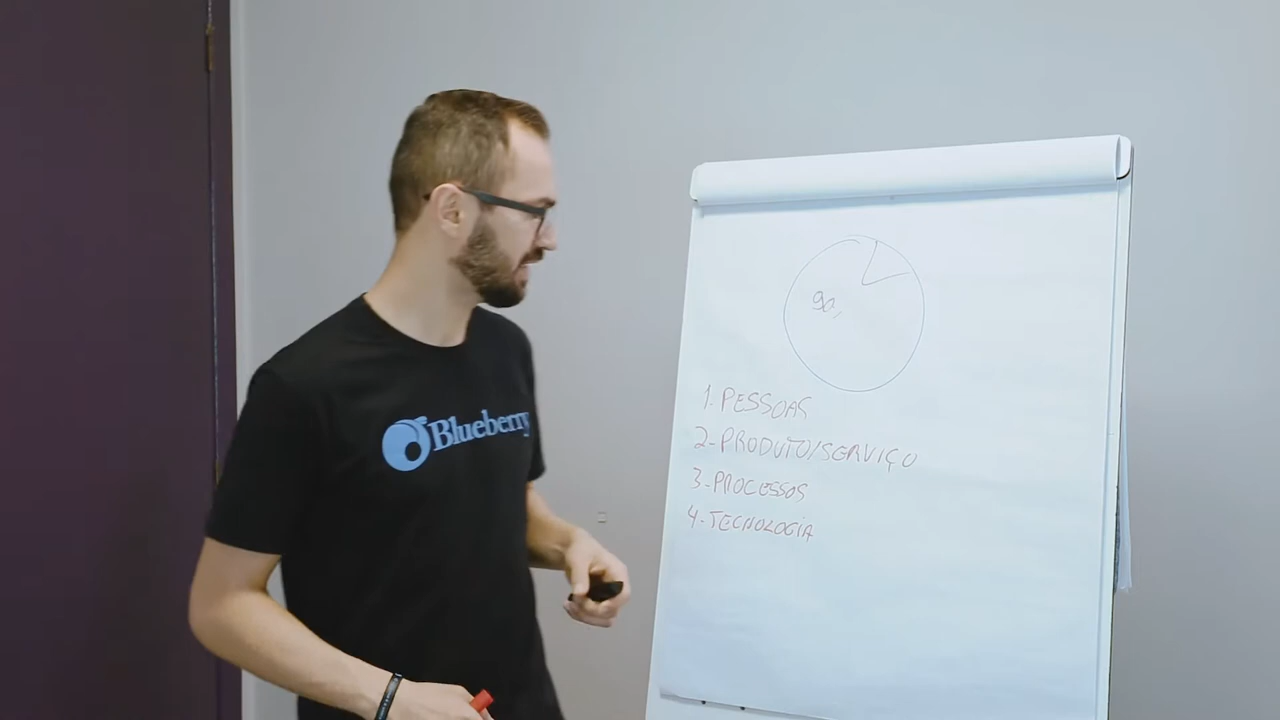 90%
1. PESSOAS
2-PRODUTO/SERVIÇO
3-PROCESSOS
4-TECNOLOGIA
Blueberry